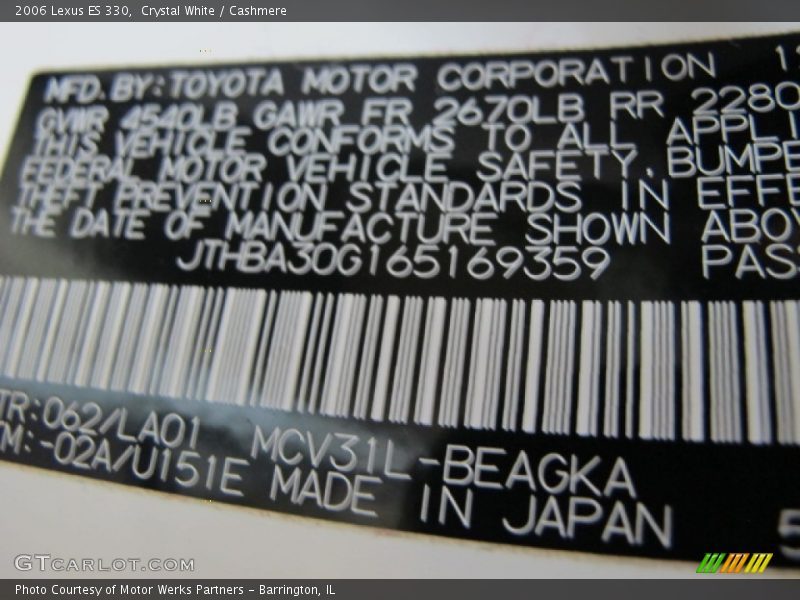 2006 Lexus ES 330,  Crystal White / Cashmere
MFD. BY: TOYOTA MOTOR CORPORATION
GVWR 4540LB GAWR FR 2670LB RR 2280
THIS VEHICLE CONFORMS TO ALL APPLI
FEDERAL MOTOR VEHICLE SAFETY, BUMPE
THEFT PREVENTION STANDARDS IN EFFE
THE DATE OF MANUFACTURE SHOWN ABOV
JTHBA30G165169359 PAS
TR:062/LA01 MCV31L-BEAGKA
TM:-02A/U151E MADE IN JAPAN
GTCARLOT.COM
Photo Courtesy of Motor Werks Partners - Barrington, IL